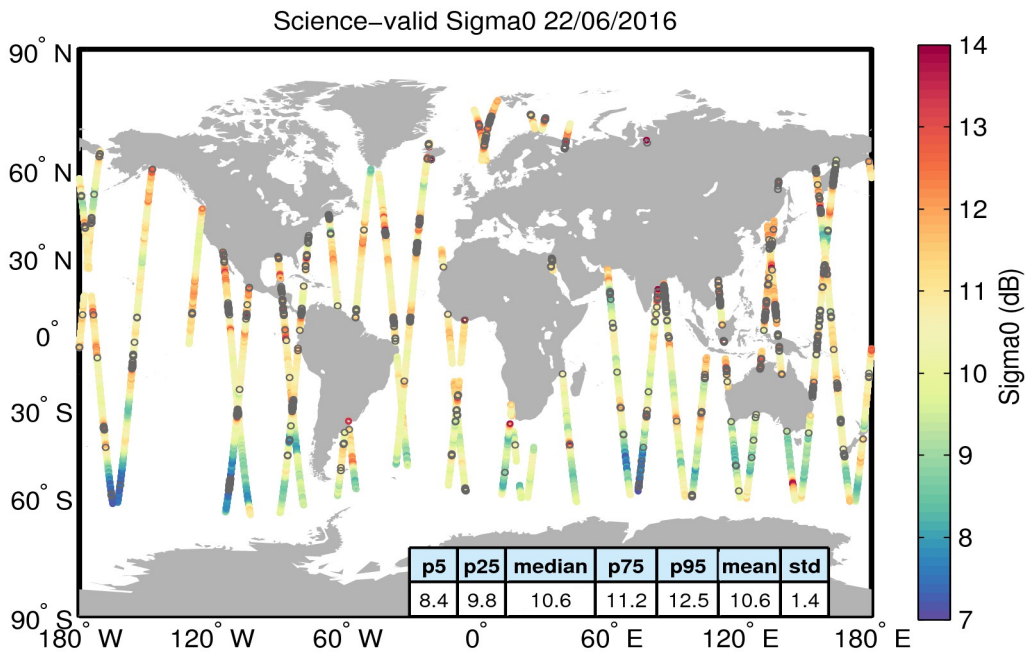 Science−valid Sigma0 22/06/2016
90° N
60° N
30° N
0°
30° S
60° S
90° S
180° W
120° W
60° W
0°
60° E
120° E
180° E
p5 p25 median p75 p95 mean std
8.4 9.8 10.6 11.2 12.5 10.6 1.4
14
13
12
11
10
9
8
7
Sigma0 (dB)